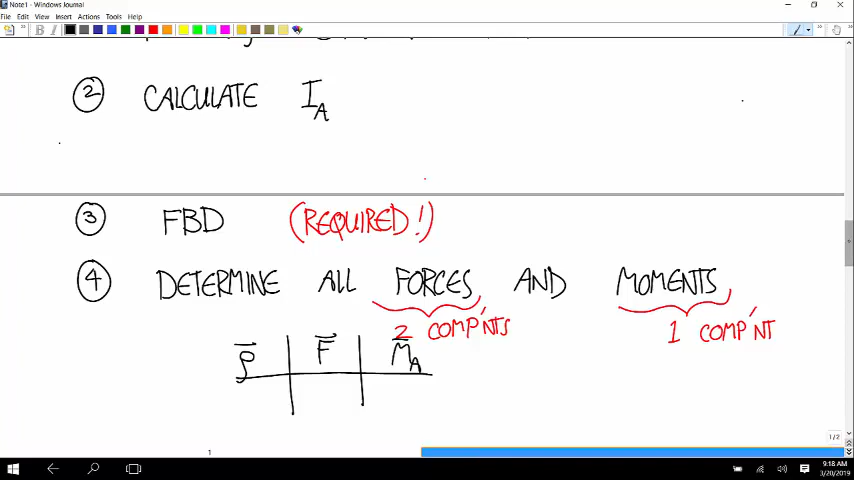 Note1 - Windows Journal
File Edit View Insert Actions Tools Help
B I
2 CALCULATE I_A
3 FBD (REQUIRED!)
4 DETERMINE ALL FORCES, AND MOMENTS,
2 COMP'NTS 1 COMP'NT
ρ F M_A
1/2
1
9:18 AM
3/20/2019